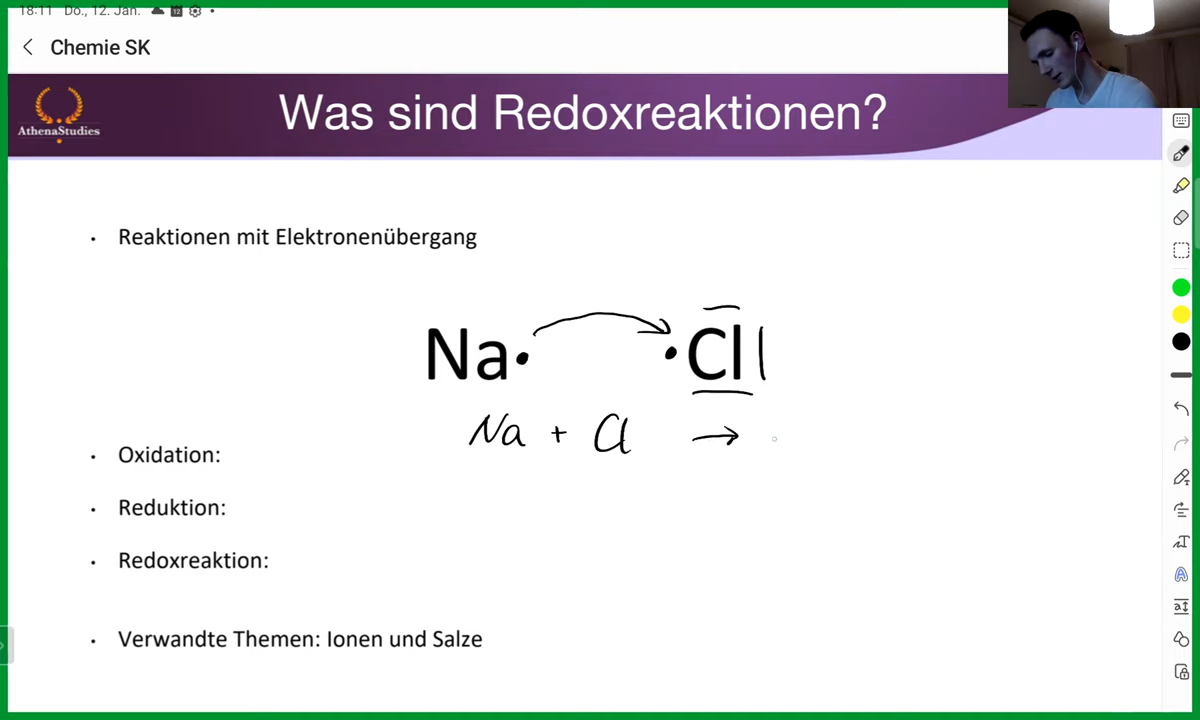 18:11 Do., 12. Jan. 12
Chemie SK
AthenaStudies
Was sind Redoxreaktionen?
• Reaktionen mit Elektronenübergang
Na• •Cl
Na + Cl →
• Oxidation:
• Reduktion:
• Redoxreaktion:
• Verwandte Themen: Ionen und Salze